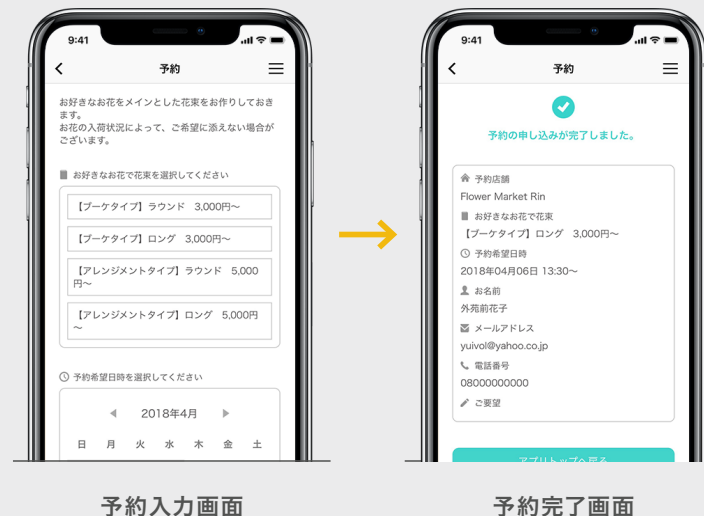 9:41
予約
お好きなお花をメインとした花束をお作りしておき
ます。
お花の入荷状況によって、ご希望に添えない場合が
ございます。
お好きなお花で花束を選択してください
【ブーケタイプ】ラウンド 3,000円〜
【ブーケタイプ】ロング 3,000円〜
【アレンジメントタイプ】ラウンド 5,000
円〜
【アレンジメントタイプ】ロング 5,000円
〜
予約希望日時を選択してください
2018年4月
日 月 火 水 木 金 土
予約入力画面
9:41
予約
予約の申し込みが完了しました。
予約店舗
Flower Market Rin
お好きなお花で花束
【ブーケタイプ】ロング 3,000円〜
予約希望日時
2018年04月06日 13:30〜
お名前
外苑前花子
メールアドレス
yuivol@yahoo.co.jp
電話番号
08000000000
ご要望
アプリトップへ戻る
予約完了画面